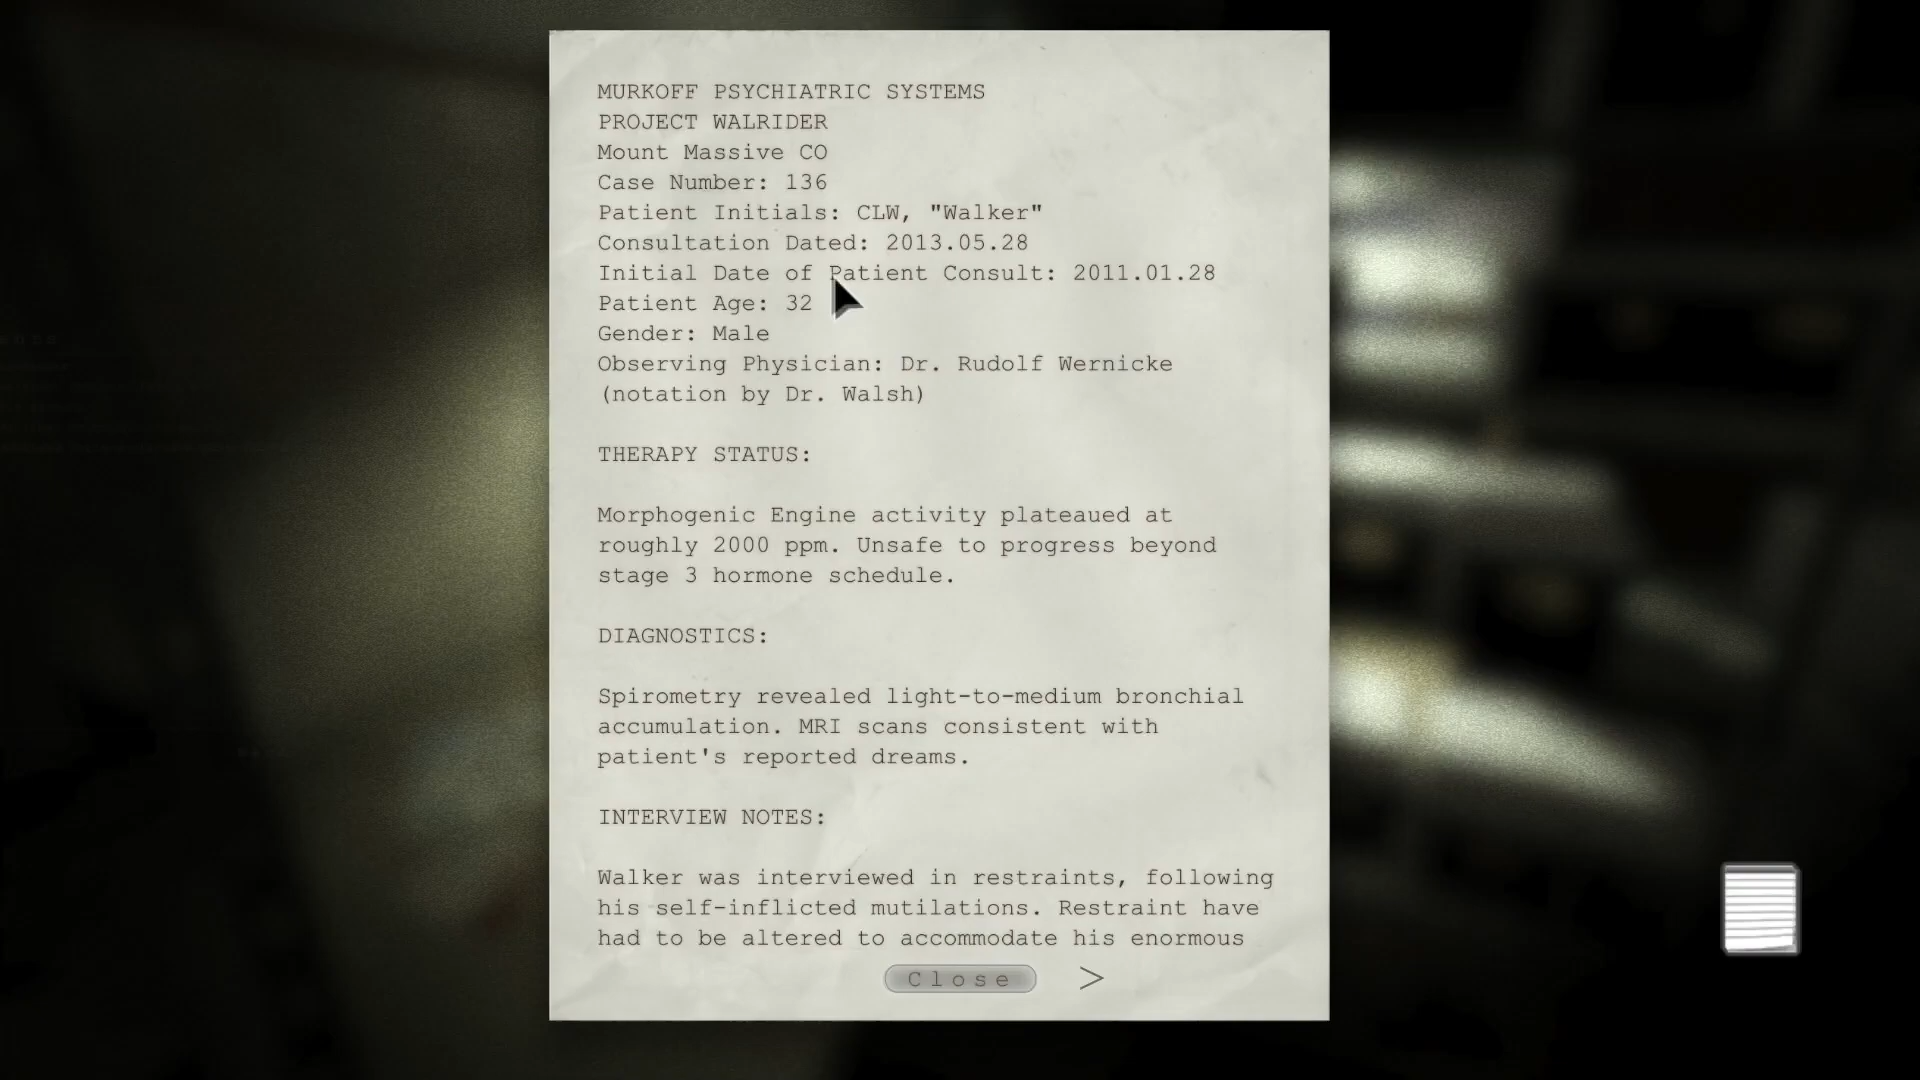 MURKOFF PSYCHIATRIC SYSTEMS
PROJECT WALRIDER
Mount Massive CO
Case Number: 136
Patient Initials: CLW, "Walker"
Consultation Dated: 2013.05.28
Initial Date of Patient Consult: 2011.01.28
Patient Age: 32
Gender: Male
Observing Physician: Dr. Rudolf Wernicke
(notation by Dr. Walsh)
THERAPY STATUS:
Morphogenic Engine activity plateaued at
roughly 2000 ppm. Unsafe to progress beyond
stage 3 hormone schedule.
DIAGNOSTICS:
Spirometry revealed light-to-medium bronchial
accumulation. MRI scans consistent with
patient's reported dreams.
INTERVIEW NOTES:
Walker was interviewed in restraints, following
his self-inflicted mutilations. Restraint have
had to be altered to accommodate his enormous
Close >